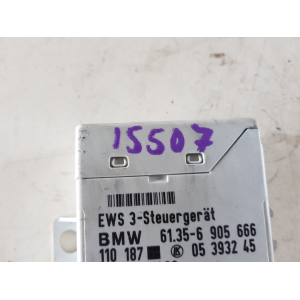 15507
EWS 3-Steuergerät
BMW 61.35-6 905 666
110 187 K 05 3932 45